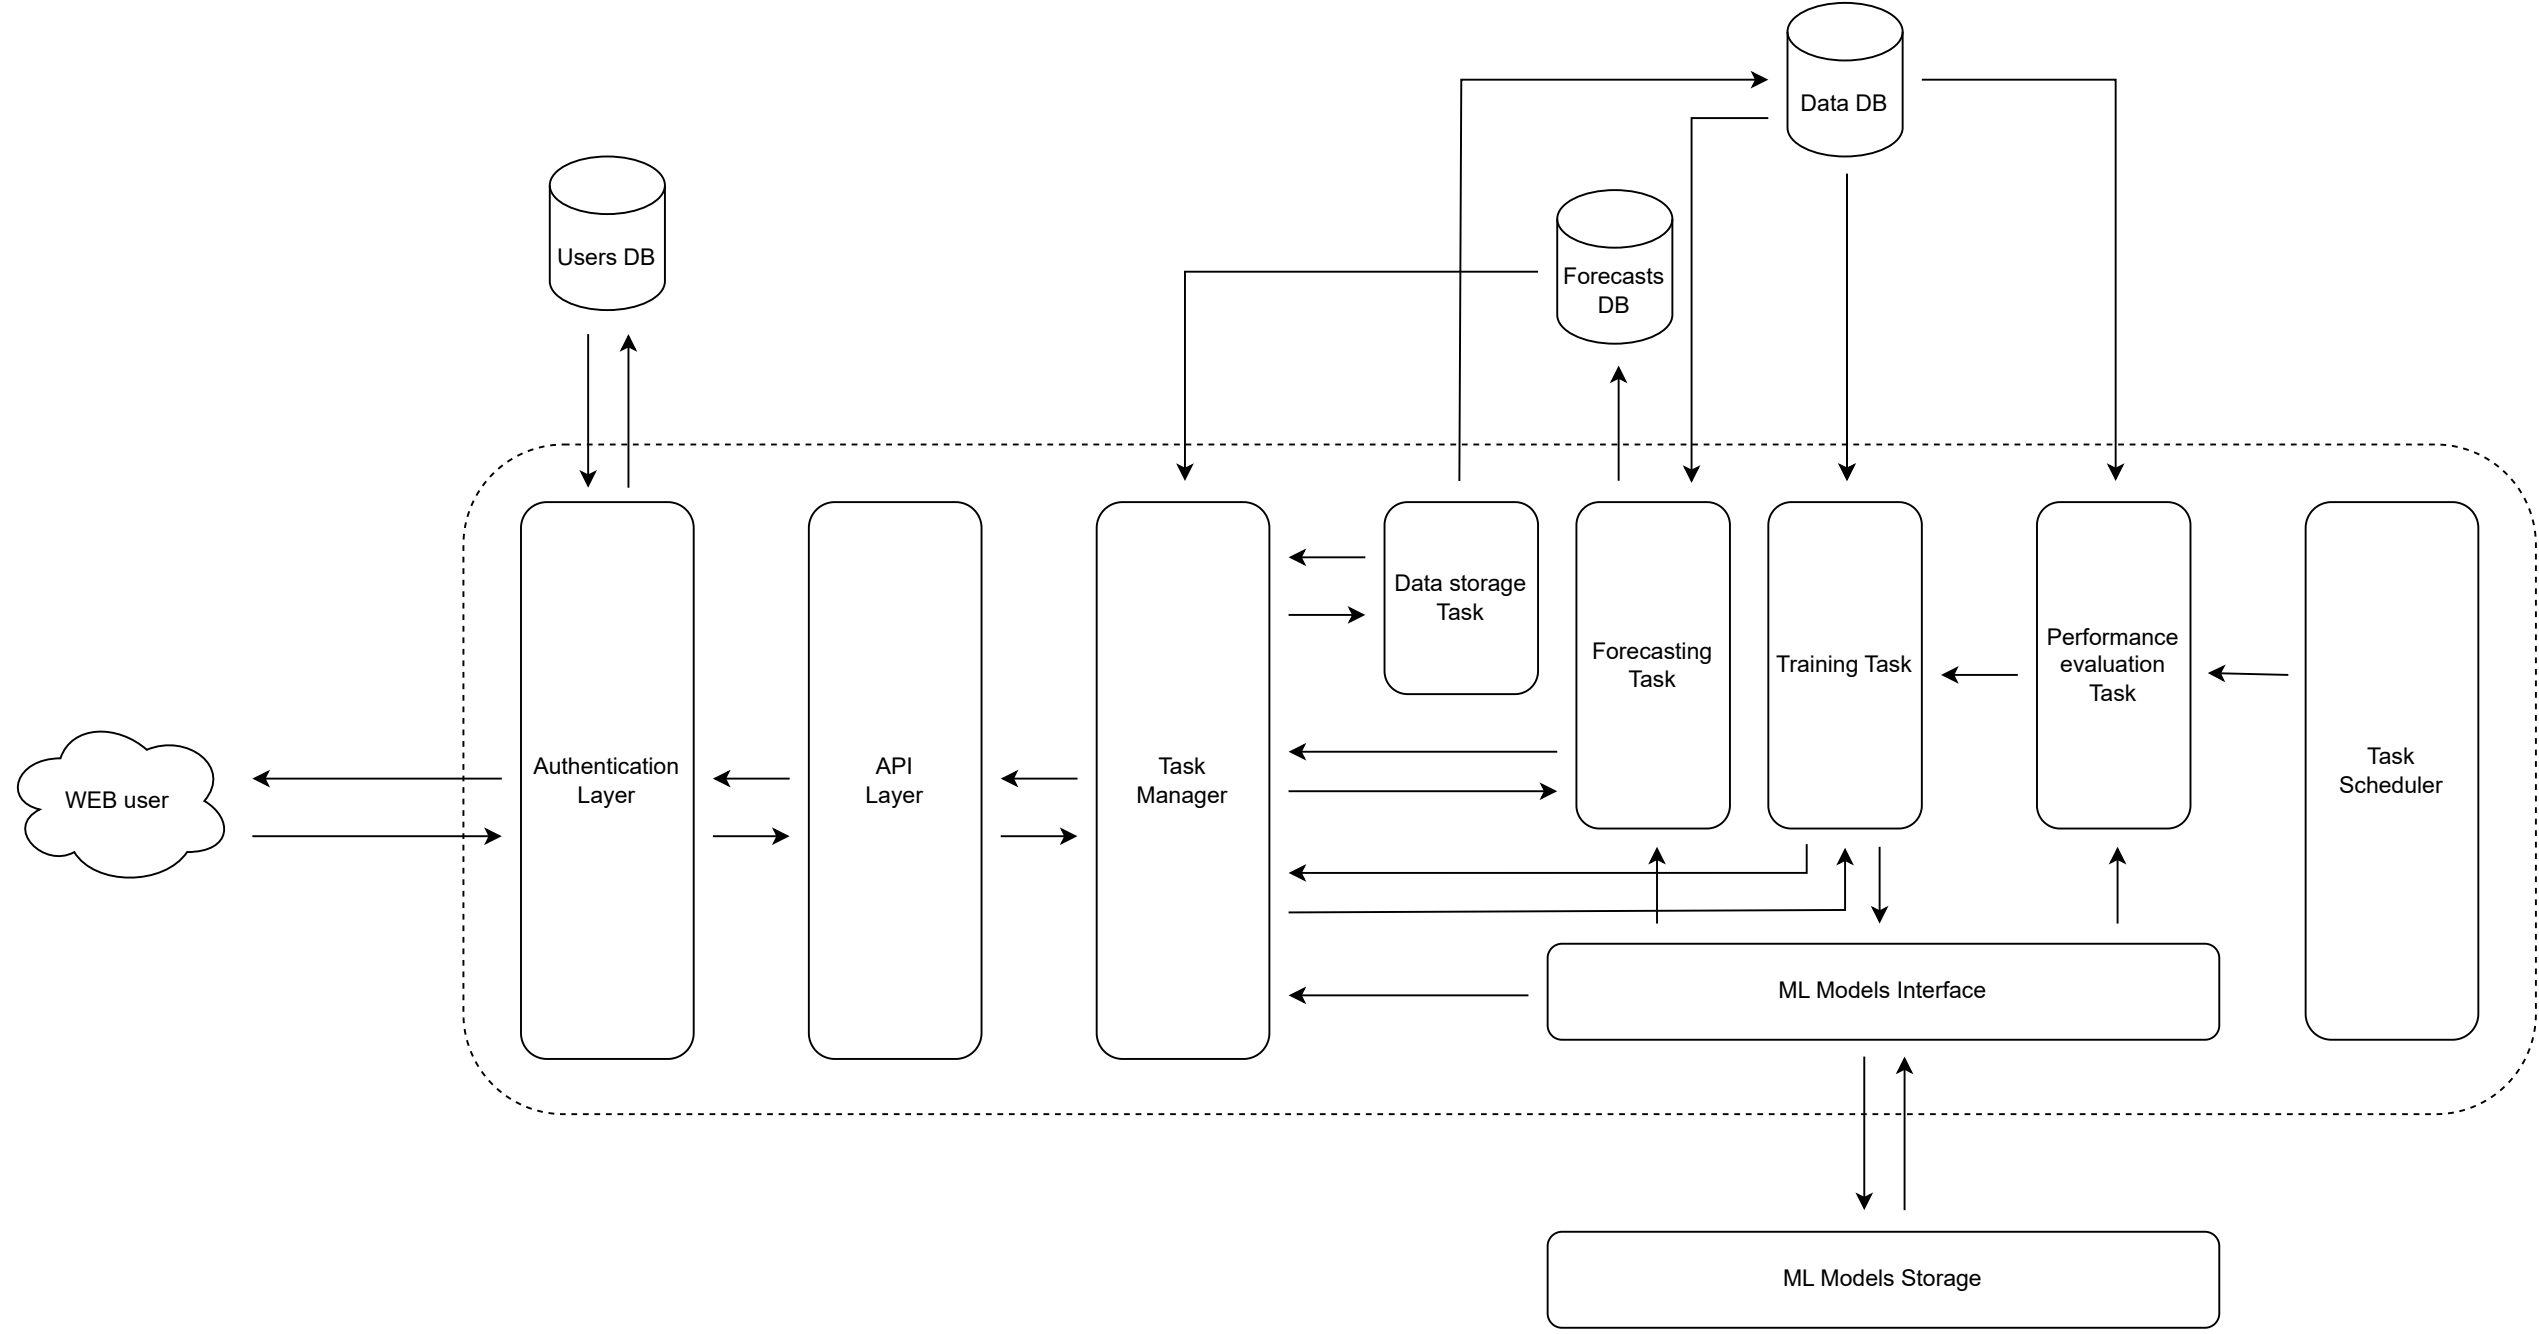 Data DB
Users DB
Forecasts
DB
Data storage
Task
Forecasting
Task
Training Task
Performance
evaluation
Task
WEB user
Authentication
Layer
API
Layer
Task
Manager
Task
Scheduler
ML Models Interface
ML Models Storage